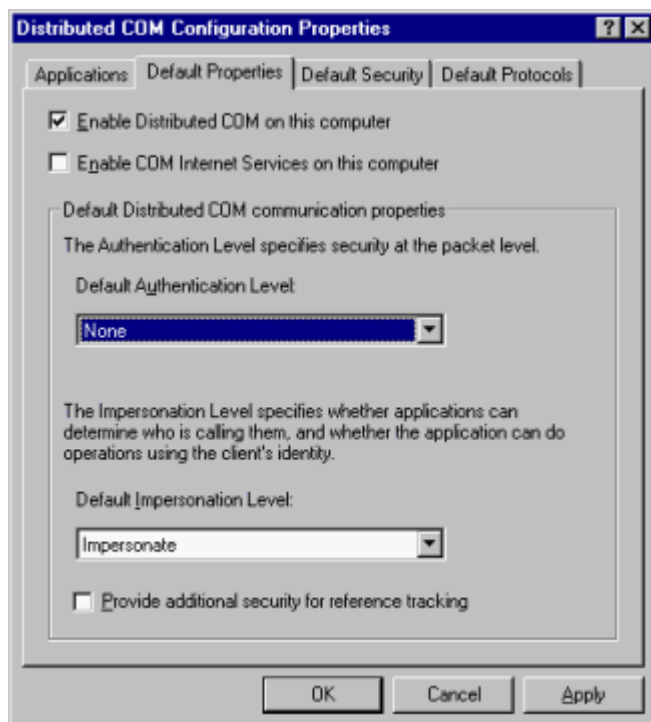 Distributed COM Configuration Properties
Applications Default Properties Default Security Default Protocols
Enable Distributed COM on this computer
Enable COM Internet Services on this computer
Default Distributed COM communication properties
The Authentication Level specifies security at the packet level.
Default Authentication Level:
None
The Impersonation Level specifies whether applications can
determine who is calling them, and whether the application can do
operations using the client's identity.
Default Impersonation Level:
Impersonate
Provide additional security for reference tracking
OK Cancel Apply